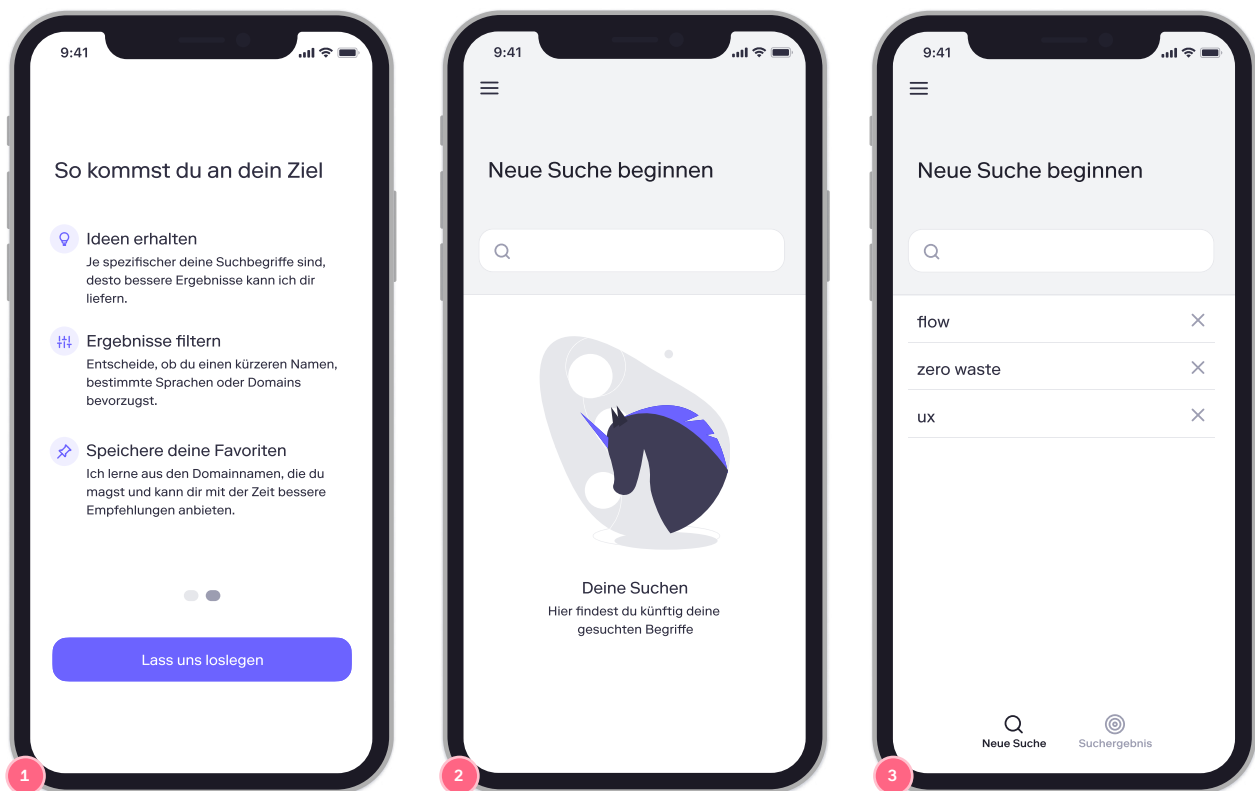 9:41
So kommst du an dein Ziel
Ideen erhalten
Je spezifischer deine Suchbegriffe sind,
desto bessere Ergebnisse kann ich dir
liefern.
Ergebnisse filtern
Entscheide, ob du einen kürzeren Namen,
bestimmte Sprachen oder Domains
bevorzugst.
Speichere deine Favoriten
Ich lerne aus den Domainnamen, die du
magst und kann dir mit der Zeit bessere
Empfehlungen anbieten.
Lass uns loslegen
1
9:41
Neue Suche beginnen
Deine Suchen
Hier findest du künftig deine
gesuchten Begriffe
2
9:41
Neue Suche beginnen
flow
zero waste
ux
Neue Suche
Suchergebnis
3